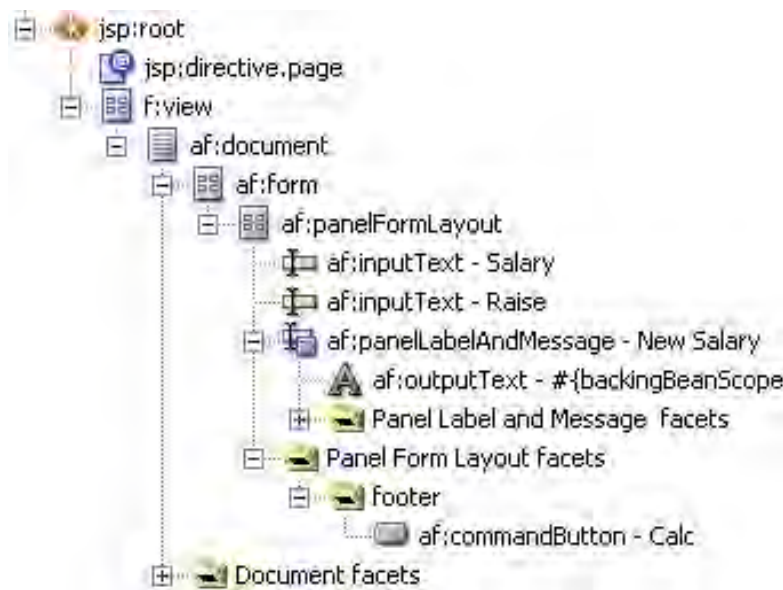 jsp:root
jsp:directive.page
f:view
af:document
af:form
af:panelFormLayout
af:inputText - Salary
af:inputText - Raise
af:panelLabelAndMessage - New Salary
af:outputText - #{backingBeanScope
Panel Label and Message facets
Panel Form Layout facets
footer
af:commandButton - Calc
Document facets